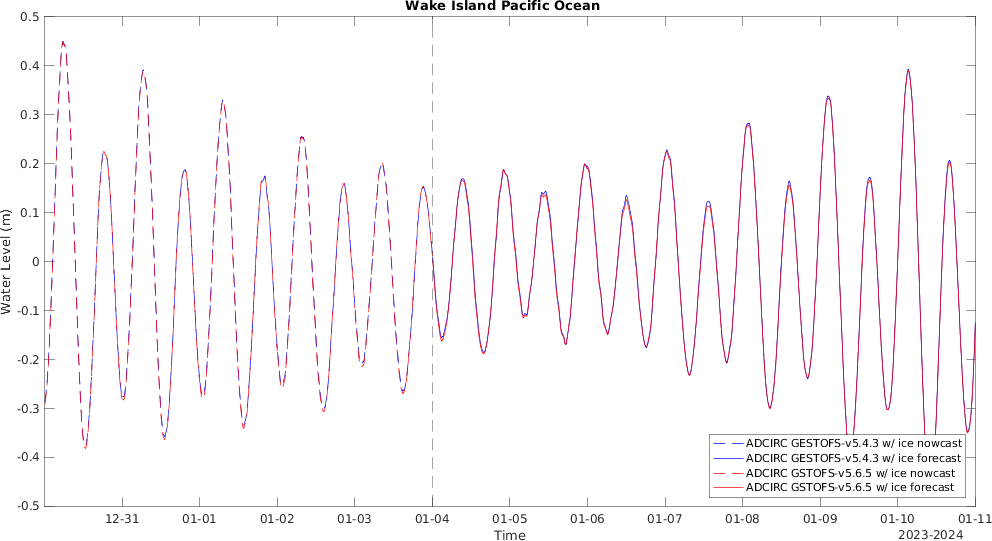 Wake Island Pacific Ocean
Water Level (m)
0.5
0.4
0.3
0.2
0.1
0
-0.1
-0.2
-0.3
-0.4
-0.5
ADCIRC GESTOFS-v5.4.3 w/ ice nowcast
ADCIRC GESTOFS-v5.4.3 w/ ice forecast
ADCIRC GSTOFS-v5.6.5 w/ ice nowcast
ADCIRC GSTOFS-v5.6.5 w/ ice forecast
12-31 01-01 01-02 01-03 01-04 01-05 01-06 01-07 01-08 01-09 01-10 01-11
Time
2023-2024